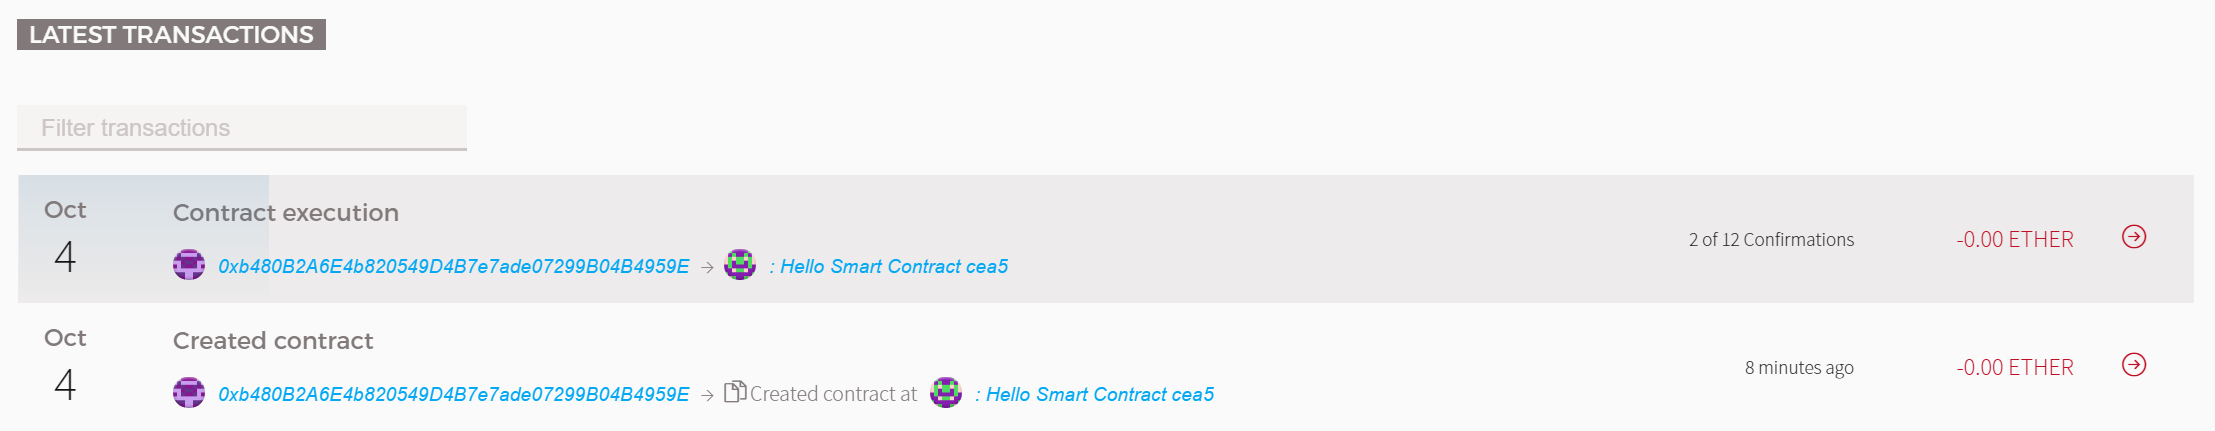 LATEST TRANSACTIONS
Filter transactions
Oct
4
Contract execution
0xb480B2A6E4b820549D4B7e7ade07299B04B4959E → : Hello Smart Contract cea5
2 of 12 Confirmations
-0.00 ETHER
Oct
4
Created contract
0xb480B2A6E4b820549D4B7e7ade07299B04B4959E → Created contract at : Hello Smart Contract cea5
8 minutes ago
-0.00 ETHER